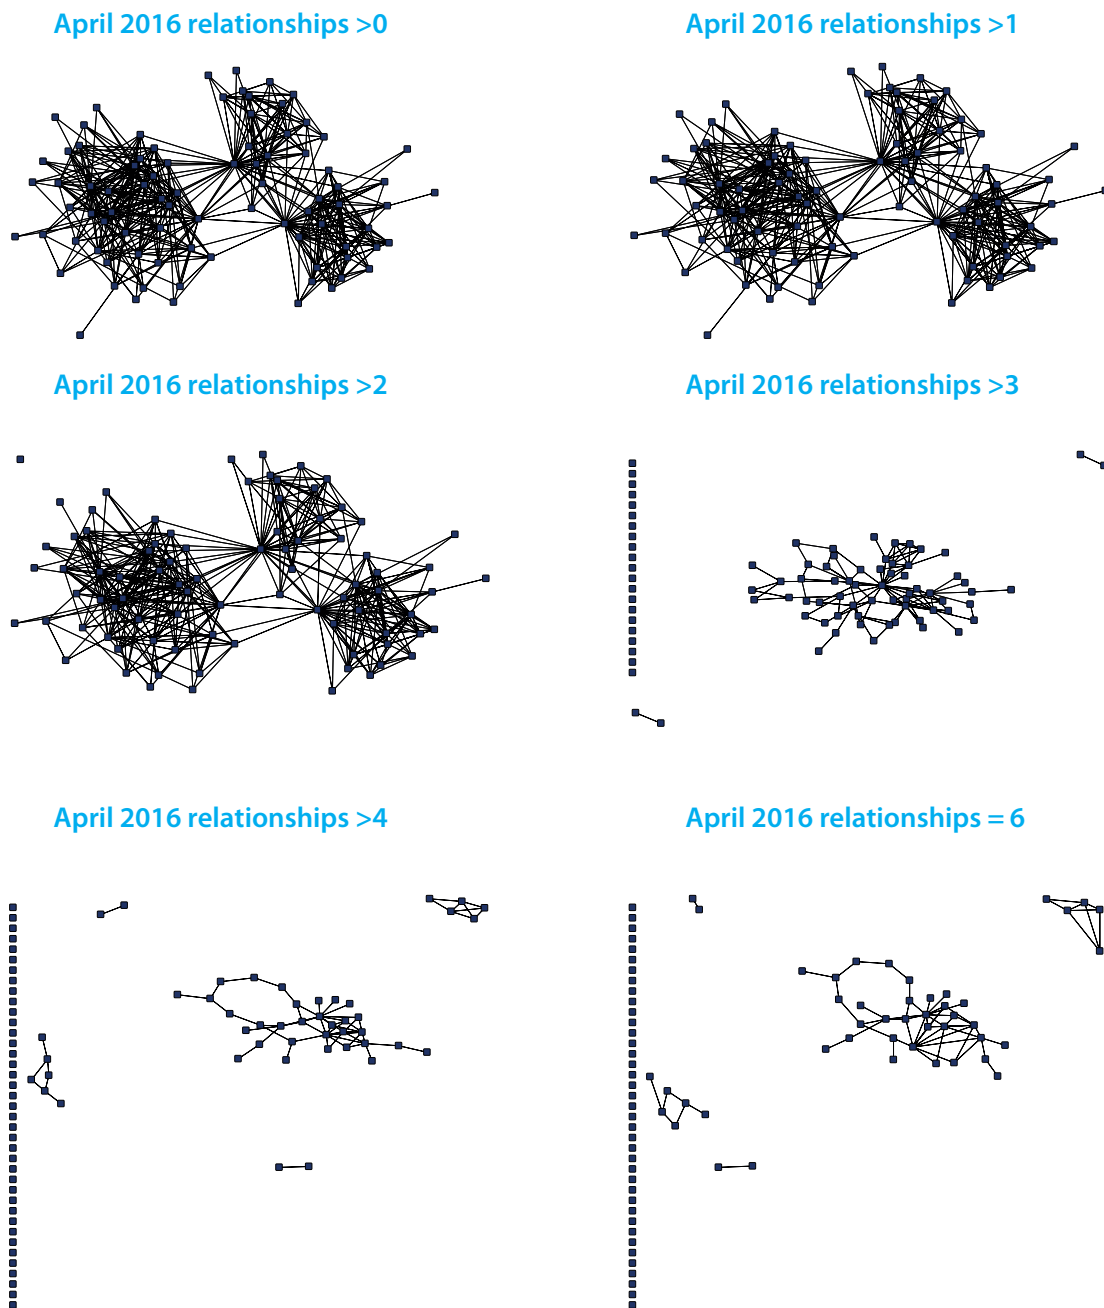 April 2016 relationships >0
April 2016 relationships >1
April 2016 relationships >2
April 2016 relationships >3
April 2016 relationships >4
April 2016 relationships = 6